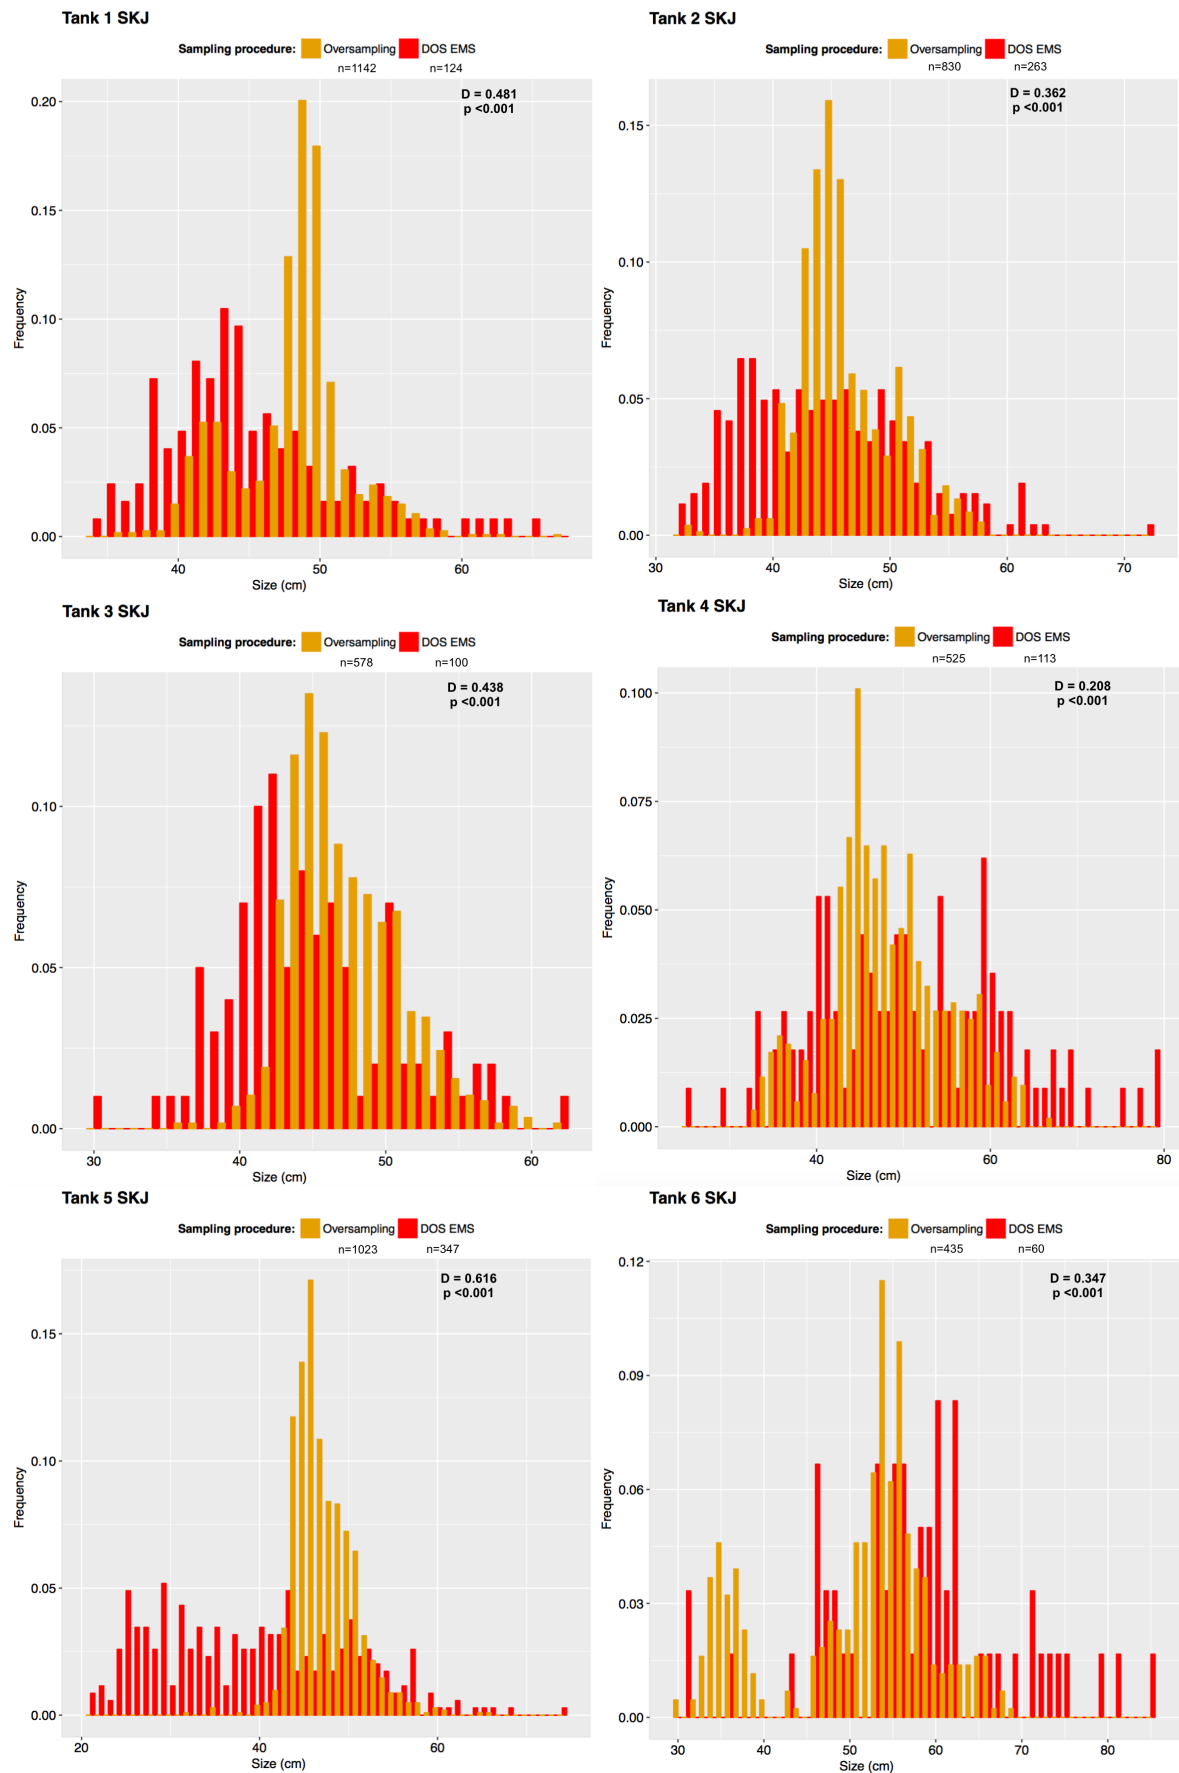 Tank 1 SKJ
Sampling procedure: Oversampling DOS EMS
n=1142 n=124
D = 0.481
p <0.001
0.20
0.15
0.10
0.05
0.00
Frequency
40 50 60
Size (cm)
Tank 2 SKJ
Sampling procedure: Oversampling DOS EMS
n=830 n=263
D = 0.362
p <0.001
0.15
0.10
0.05
0.00
Frequency
30 40 50 60 70
Size (cm)
Tank 3 SKJ
Sampling procedure: Oversampling DOS EMS
n=578 n=100
D = 0.438
p <0.001
0.10
0.05
0.00
Frequency
30 40 50 60
Size (cm)
Tank 4 SKJ
Sampling procedure: Oversampling DOS EMS
n=525 n=113
D = 0.208
p <0.001
0.100
0.075
0.050
0.025
0.000
Frequency
40 60 80
Size (cm)
Tank 5 SKJ
Sampling procedure: Oversampling DOS EMS
n=1023 n=347
D = 0.616
p <0.001
0.15
0.10
0.05
0.00
Frequency
20 40 60
Size (cm)
Tank 6 SKJ
Sampling procedure: Oversampling DOS EMS
n=435 n=60
D = 0.347
p <0.001
0.12
0.09
0.06
0.03
0.00
Frequency
30 40 50 60 70 80
Size (cm)